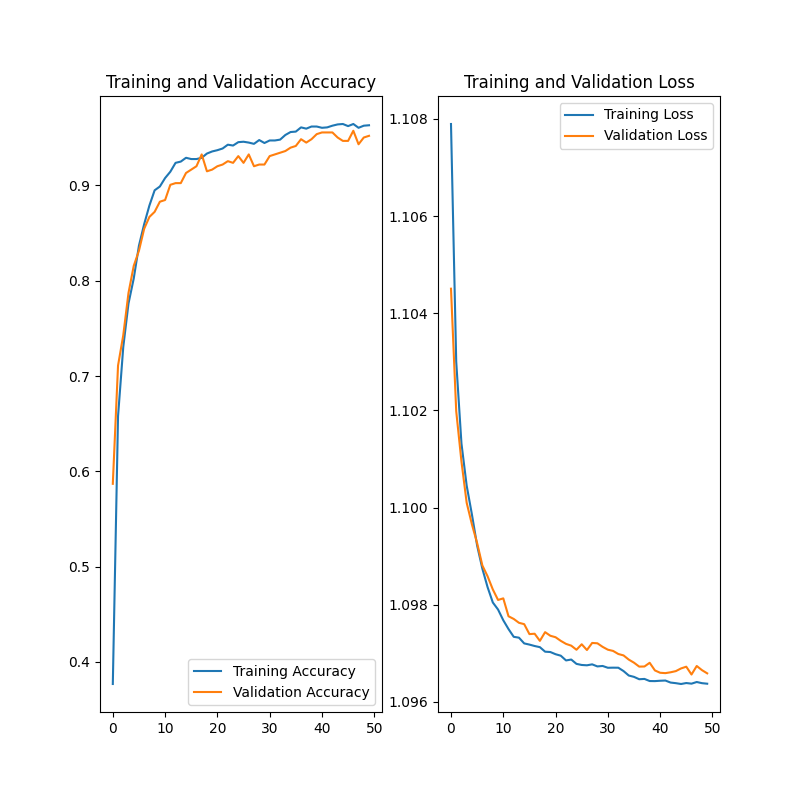 Training and Validation Accuracy
0.9
0.8
0.7
0.6
0.5
0.4
Training Accuracy
Validation Accuracy
0 10 20 30 40 50
Training and Validation Loss
1.108
1.106
1.104
1.102
1.100
1.098
1.096
Training Loss
Validation Loss
0 10 20 30 40 50